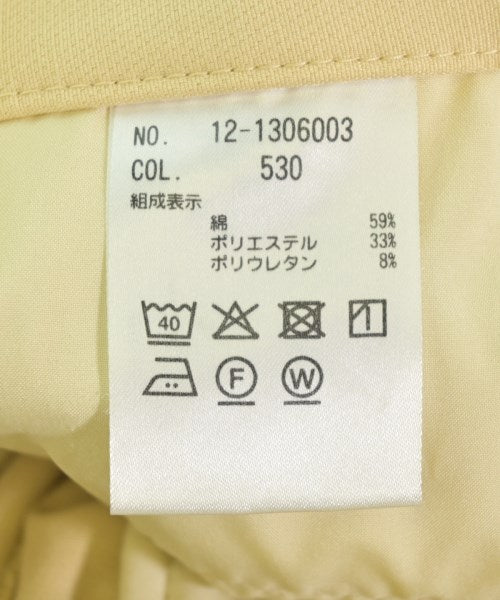 NO. 12-1306003
COL. 530
組成表示
綿 59%
ポリエステル 33%
ポリウレタン 8%
40
F W